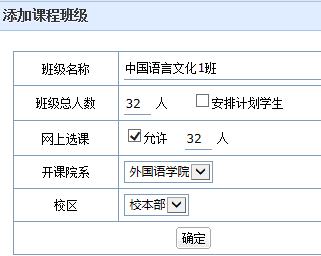 添加课程班级
班级名称 中国语言文化1班
班级总人数 32 人 安排计划学生
网上选课 允许 32 人
开课院系 外国语学院
校区 校本部
确定